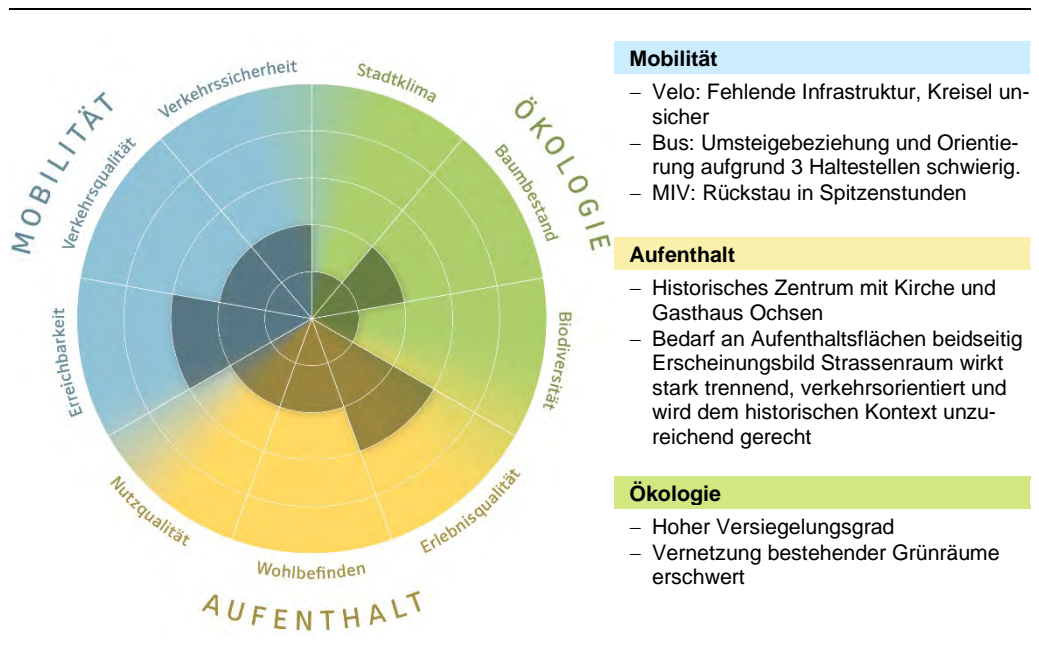 MOBILITÄT
ÖKOLOGIE
AUFENTHALT
Verkehrssicherheit
Stadtklima
Verkehrsqualität
Baumbestand
Erreichbarkeit
Biodiversität
Nutzqualität
Wohlbefinden
Erlebnisqualität
Mobilität
– Velo: Fehlende Infrastruktur, Kreisel un-
sicher
– Bus: Umsteigebeziehung und Orientie-
rung aufgrund 3 Haltestellen schwierig.
– MIV: Rückstau in Spitzenstunden
Aufenthalt
– Historisches Zentrum mit Kirche und
Gasthaus Ochsen
– Bedarf an Aufenthaltsflächen beidseitig
Erscheinungsbild Strassenraum wirkt
stark trennend, verkehrsorientiert und
wird dem historischen Kontext unzu-
reichend gerecht
Ökologie
– Hoher Versiegelungsgrad
– Vernetzung bestehender Grünräume
erschwert